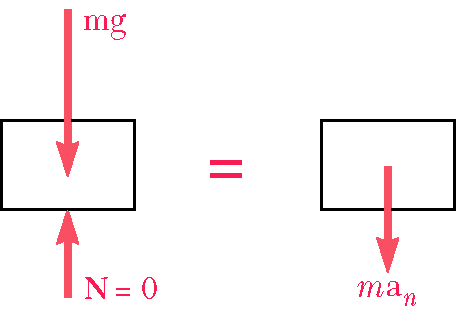 mg
=
N = 0
ma_n